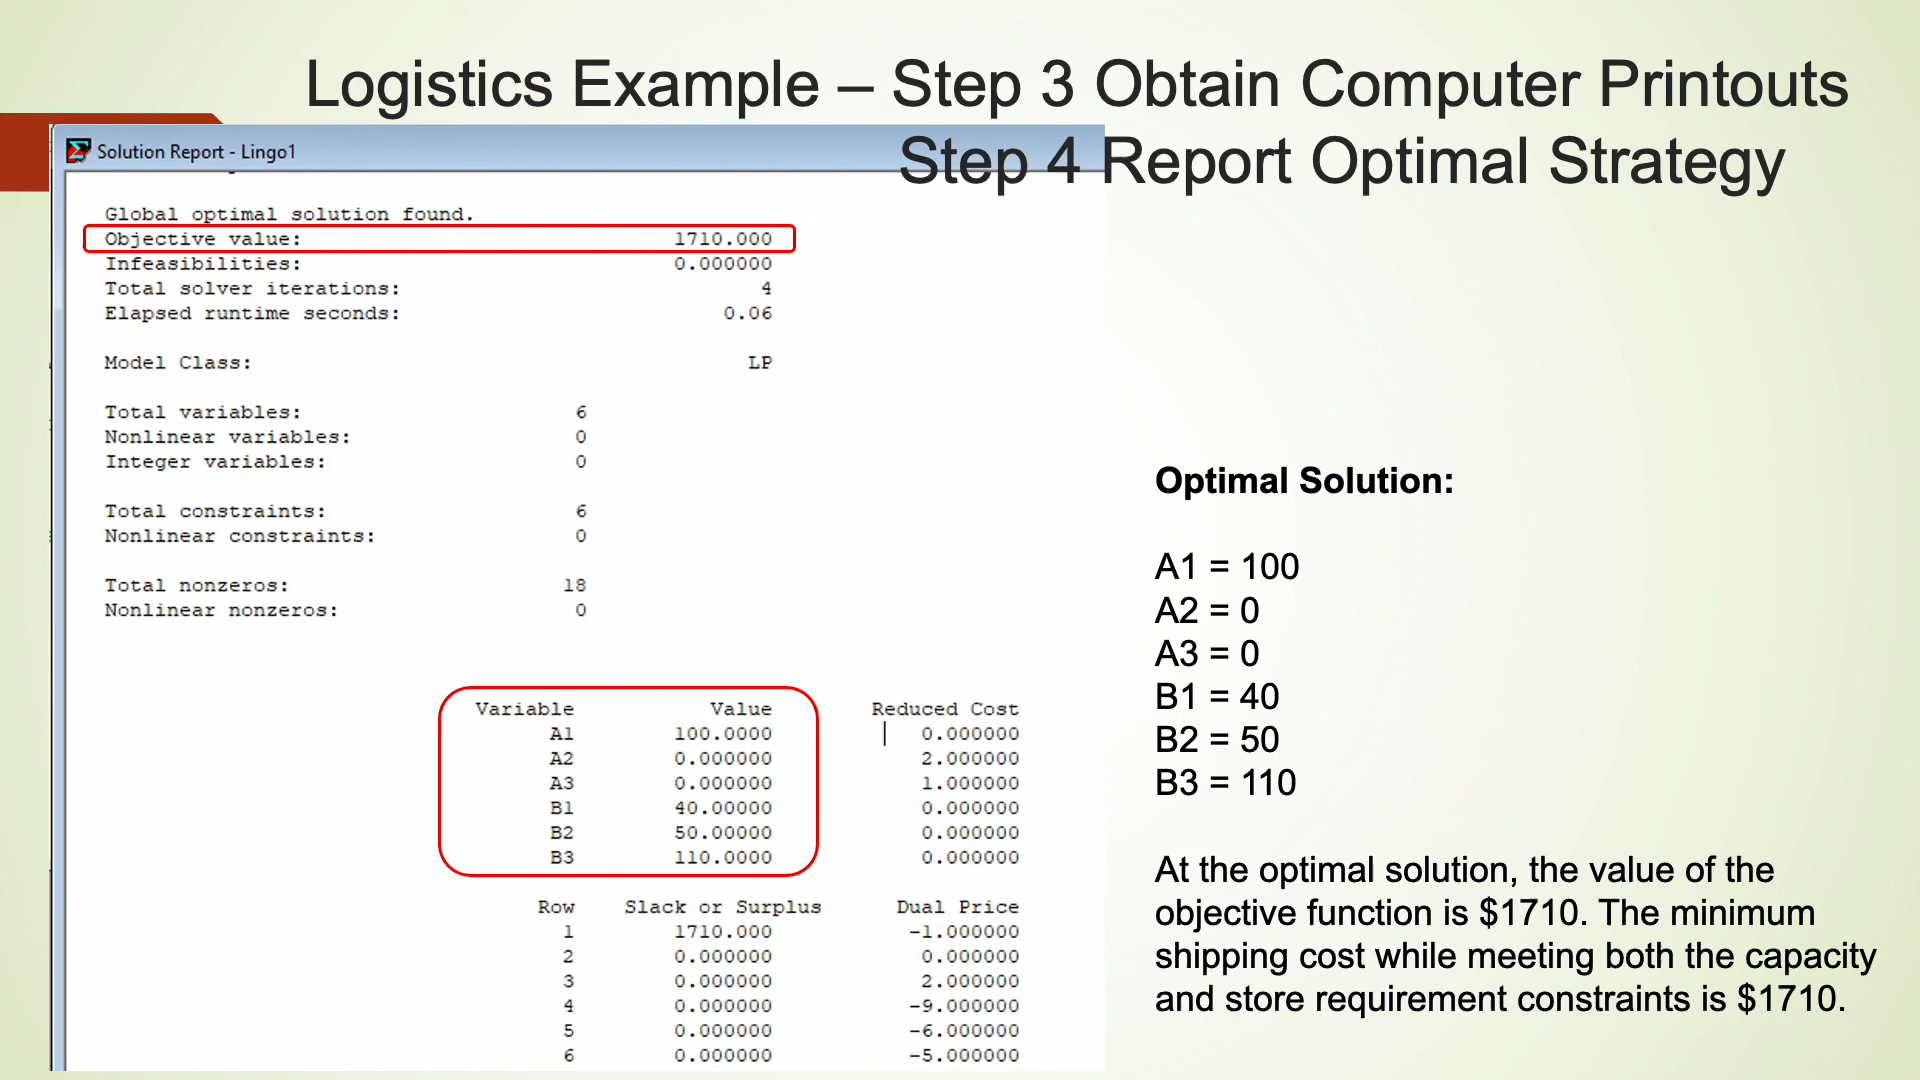 Logistics Example – Step 3 Obtain Computer Printouts
Step 4 Report Optimal Strategy
Solution Report - Lingo1
Global optimal solution found.
Objective value: 1710.000
Infeasibilities: 0.000000
Total solver iterations: 4
Elapsed runtime seconds: 0.06
Model Class: LP
Total variables: 6
Nonlinear variables: 0
Integer variables: 0
Total constraints: 6
Nonlinear constraints: 0
Total nonzeros: 18
Nonlinear nonzeros: 0
Variable Value Reduced Cost
A1 100.0000 0.000000
A2 0.000000 2.000000
A3 0.000000 1.000000
B1 40.00000 0.000000
B2 50.00000 0.000000
B3 110.0000 0.000000
Row Slack or Surplus Dual Price
1 1710.000 -1.000000
2 0.000000 0.000000
3 0.000000 2.000000
4 0.000000 -9.000000
5 0.000000 -6.000000
6 0.000000 -5.000000
Optimal Solution:
A1 = 100
A2 = 0
A3 = 0
B1 = 40
B2 = 50
B3 = 110
At the optimal solution, the value of the
objective function is $1710. The minimum
shipping cost while meeting both the capacity
and store requirement constraints is $1710.